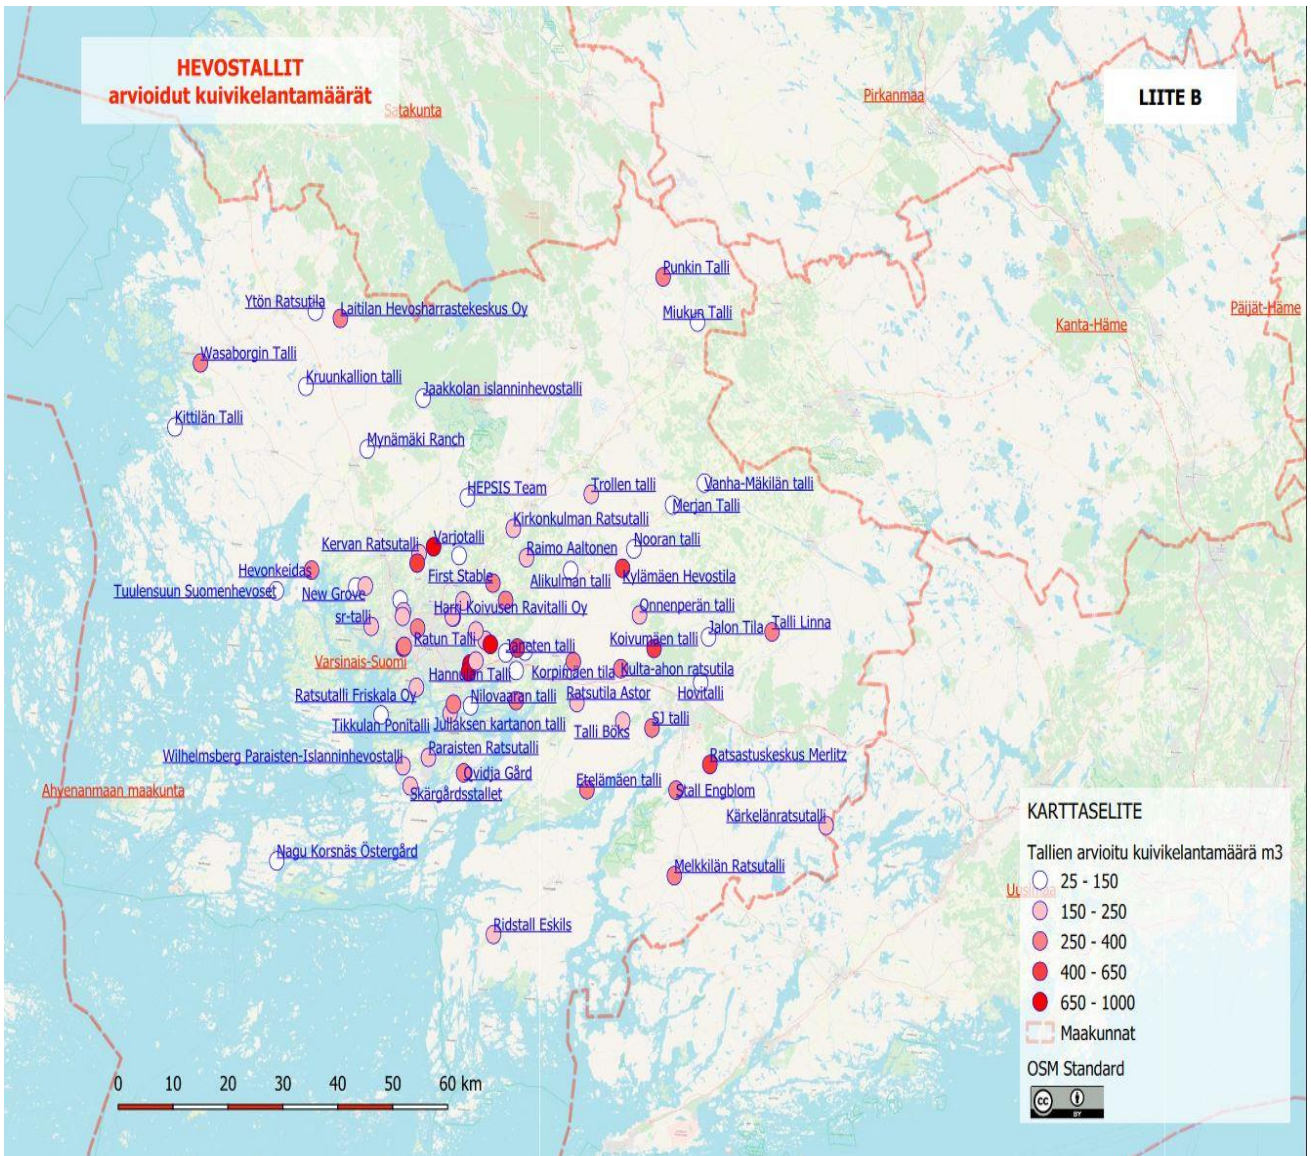 HEVOSTALLIT
arvioidut kuivikelantamäärät
LIITE B
Satakunta
Pirkanmaa
Kanta-Häme
Päijät-Häme
Varsinais-Suomi
Ahvenanmaan maakunta
Punkin Talli
Miukun Talli
Ytön Ratsutila
Laitilan Hevosharrastekeskus Oy
Wasaborgin Talli
Kruunkallion talli
Jaakkolan islanninhevostalli
Kittilän Talli
Mynämäki Ranch
HEPSIS Team
Trollen talli
Vanha-Mäkilän talli
Merjan Talli
Kirkonkulman Ratsutalli
Kervan Ratsutalli
Varjotalli
Raimo Aaltonen
Nooran talli
Hevonkeidas
First Stable
Alikulman talli
Kylämäen Hevostila
Tuulensuun Suomenhevoset
New Grove
sr-talli
Harri Koivusen Ravitalli Oy
Onnenperän talli
Ratun Talli
Janeten talli
Koivumäen talli
Jalon Tila
Talli Linna
Hannulan Talli
Korpimäen tila
Kulta-ahon ratsutila
Ratsutalli Friskala Oy
Nilovaaran talli
Ratsutila Astor
Hovitalli
Tikkulan Ponitalli
Jullaksen kartanon talli
Talli Böks
SJ talli
Wilhelmsberg Paraisten-Islanninhevostalli
Paraisten Ratsutalli
Ratsastuskeskus Merlitz
Qvidja Gård
Etelämäen talli
Skärgårdsstallet
Stall Engblom
Kärkelänratsutalli
Nagu Korsnäs Östergård
Melkkilän Ratsutalli
Ridstall Eskils
KARTTASELITE
Tallien arvioitu kuivikelantamäärä m3
25 - 150
150 - 250
250 - 400
400 - 650
650 - 1000
Maakunnat
OSM Standard
cc BY
0 10 20 30 40 50 60 km